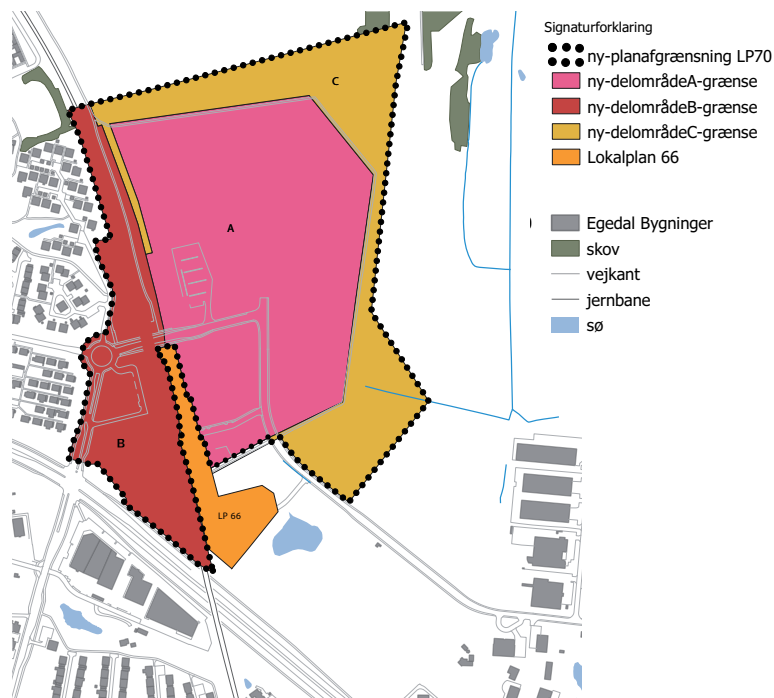 Signaturforklaring
ny-planafgrænsning LP70
ny-delområdeA-grænse
ny-delområdeB-grænse
ny-delområdeC-grænse
Lokalplan 66
Egedal Bygninger
skov
vejkant
jernbane
sø
C
A
B
LP 66